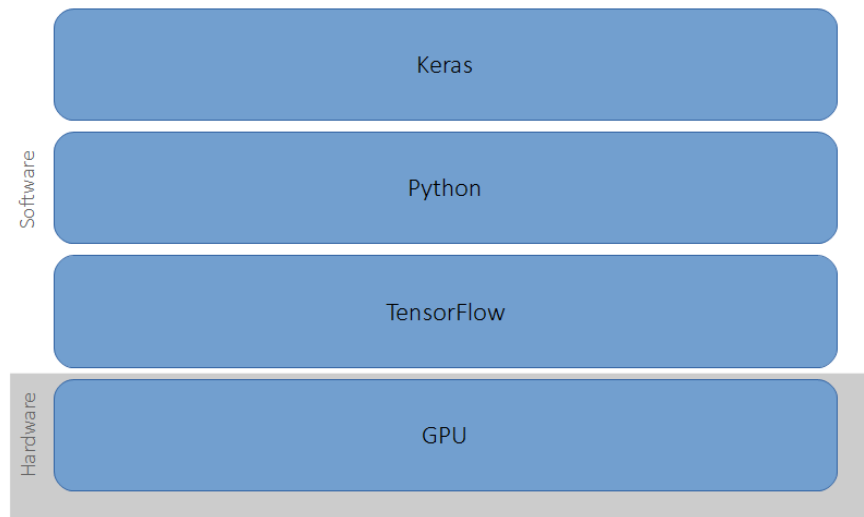 Keras
Software
Python
TensorFlow
Hardware
GPU